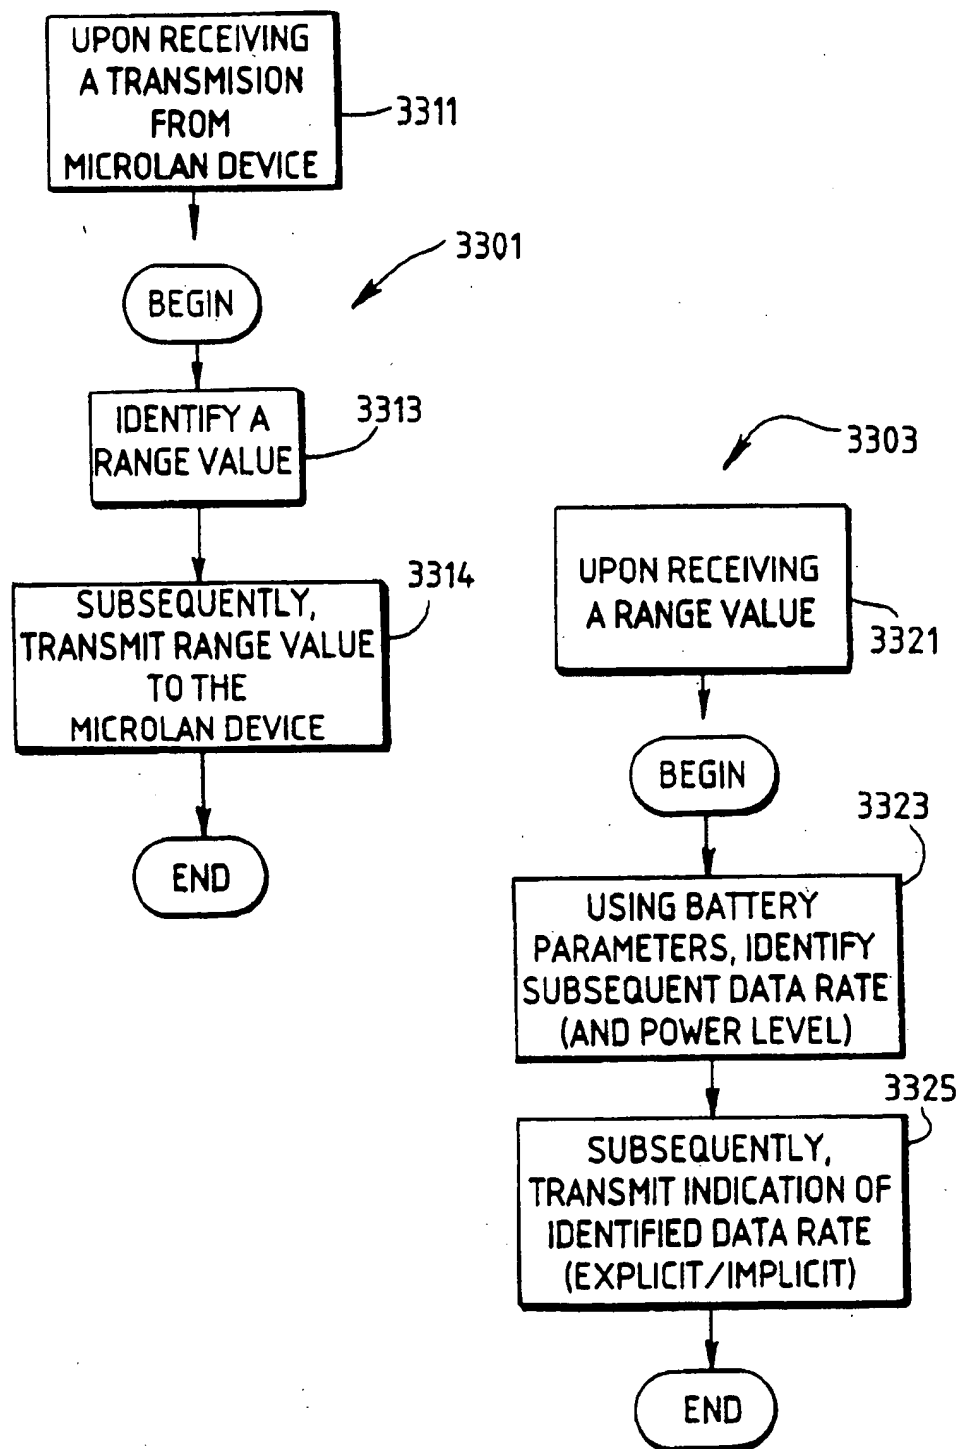 UPON RECEIVING
A TRANSMISION
FROM
MICROLAN DEVICE
3311
3301
BEGIN
IDENTIFY A
RANGE VALUE
3313
SUBSEQUENTLY,
TRANSMIT RANGE VALUE
TO THE
MICROLAN DEVICE
3314
END
3303
UPON RECEIVING
A RANGE VALUE
3321
BEGIN
3323
USING BATTERY
PARAMETERS, IDENTIFY
SUBSEQUENT DATA RATE
(AND POWER LEVEL)
3325
SUBSEQUENTLY,
TRANSMIT INDICATION OF
IDENTIFIED DATA RATE
(EXPLICIT/IMPLICIT)
END